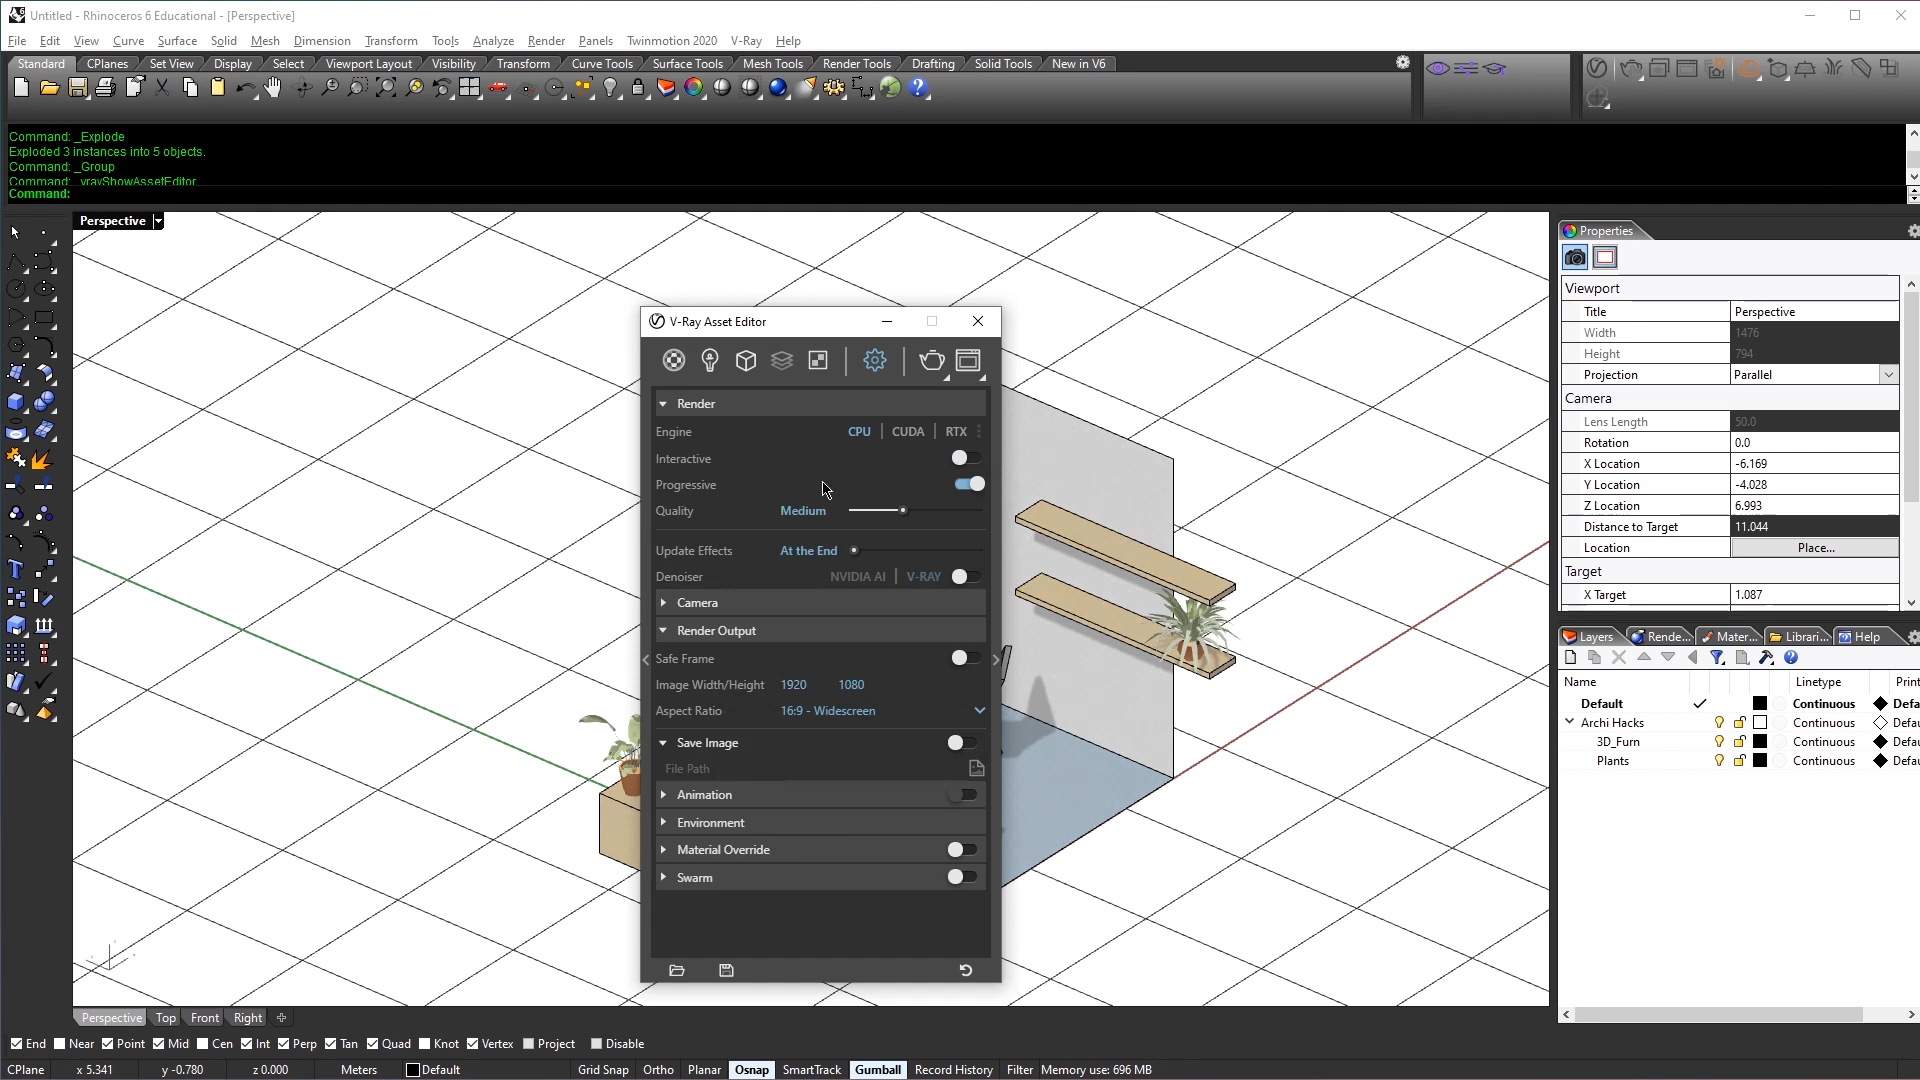 Untitled - Rhinoceros 6 Educational - [Perspective]
File Edit View Curve Surface Solid Mesh Dimension Transform Tools Analyze Render Panels Twinmotion 2020 V-Ray Help
Standard CPlanes Set View Display Select Viewport Layout Visibility Transform Curve Tools Surface Tools Mesh Tools Render Tools Drafting Solid Tools New in V6
Command: _Explode
Exploded 3 instances into 5 objects.
Command: _Group
Command: _vrayShowAssetEditor
Command:
Perspective
V-Ray Asset Editor
Render
Engine CPU | CUDA | RTX
Interactive
Progressive
Quality Medium
Update Effects At the End
Denoiser NVIDIA AI | V-RAY
Camera
Render Output
Safe Frame
Image Width/Height 1920 1080
Aspect Ratio 16:9 - Widescreen
Save Image
File Path
Animation
Environment
Material Override
Swarm
Properties
Viewport
Title Perspective
Width 1476
Height 794
Projection Parallel
Camera
Lens Length 50.0
Rotation 0.0
X Location -6.169
Y Location -4.028
Z Location 6.993
Distance to Target 11.044
Location Place...
Target
X Target 1.087
Layers Rende... Mater... Librari... Help
Name Linetype Print
Default Continuous Defa
Archi Hacks Continuous Defau
3D_Furn Continuous Defau
Plants Continuous Defau
Perspective Top Front Right
End Near Point Mid Cen Int Perp Tan Quad Knot Vertex Project Disable
CPlane x 5.341 y -0.780 z 0.000 Meters Default Grid Snap Ortho Planar Osnap SmartTrack Gumball Record History Filter Memory use: 696 MB